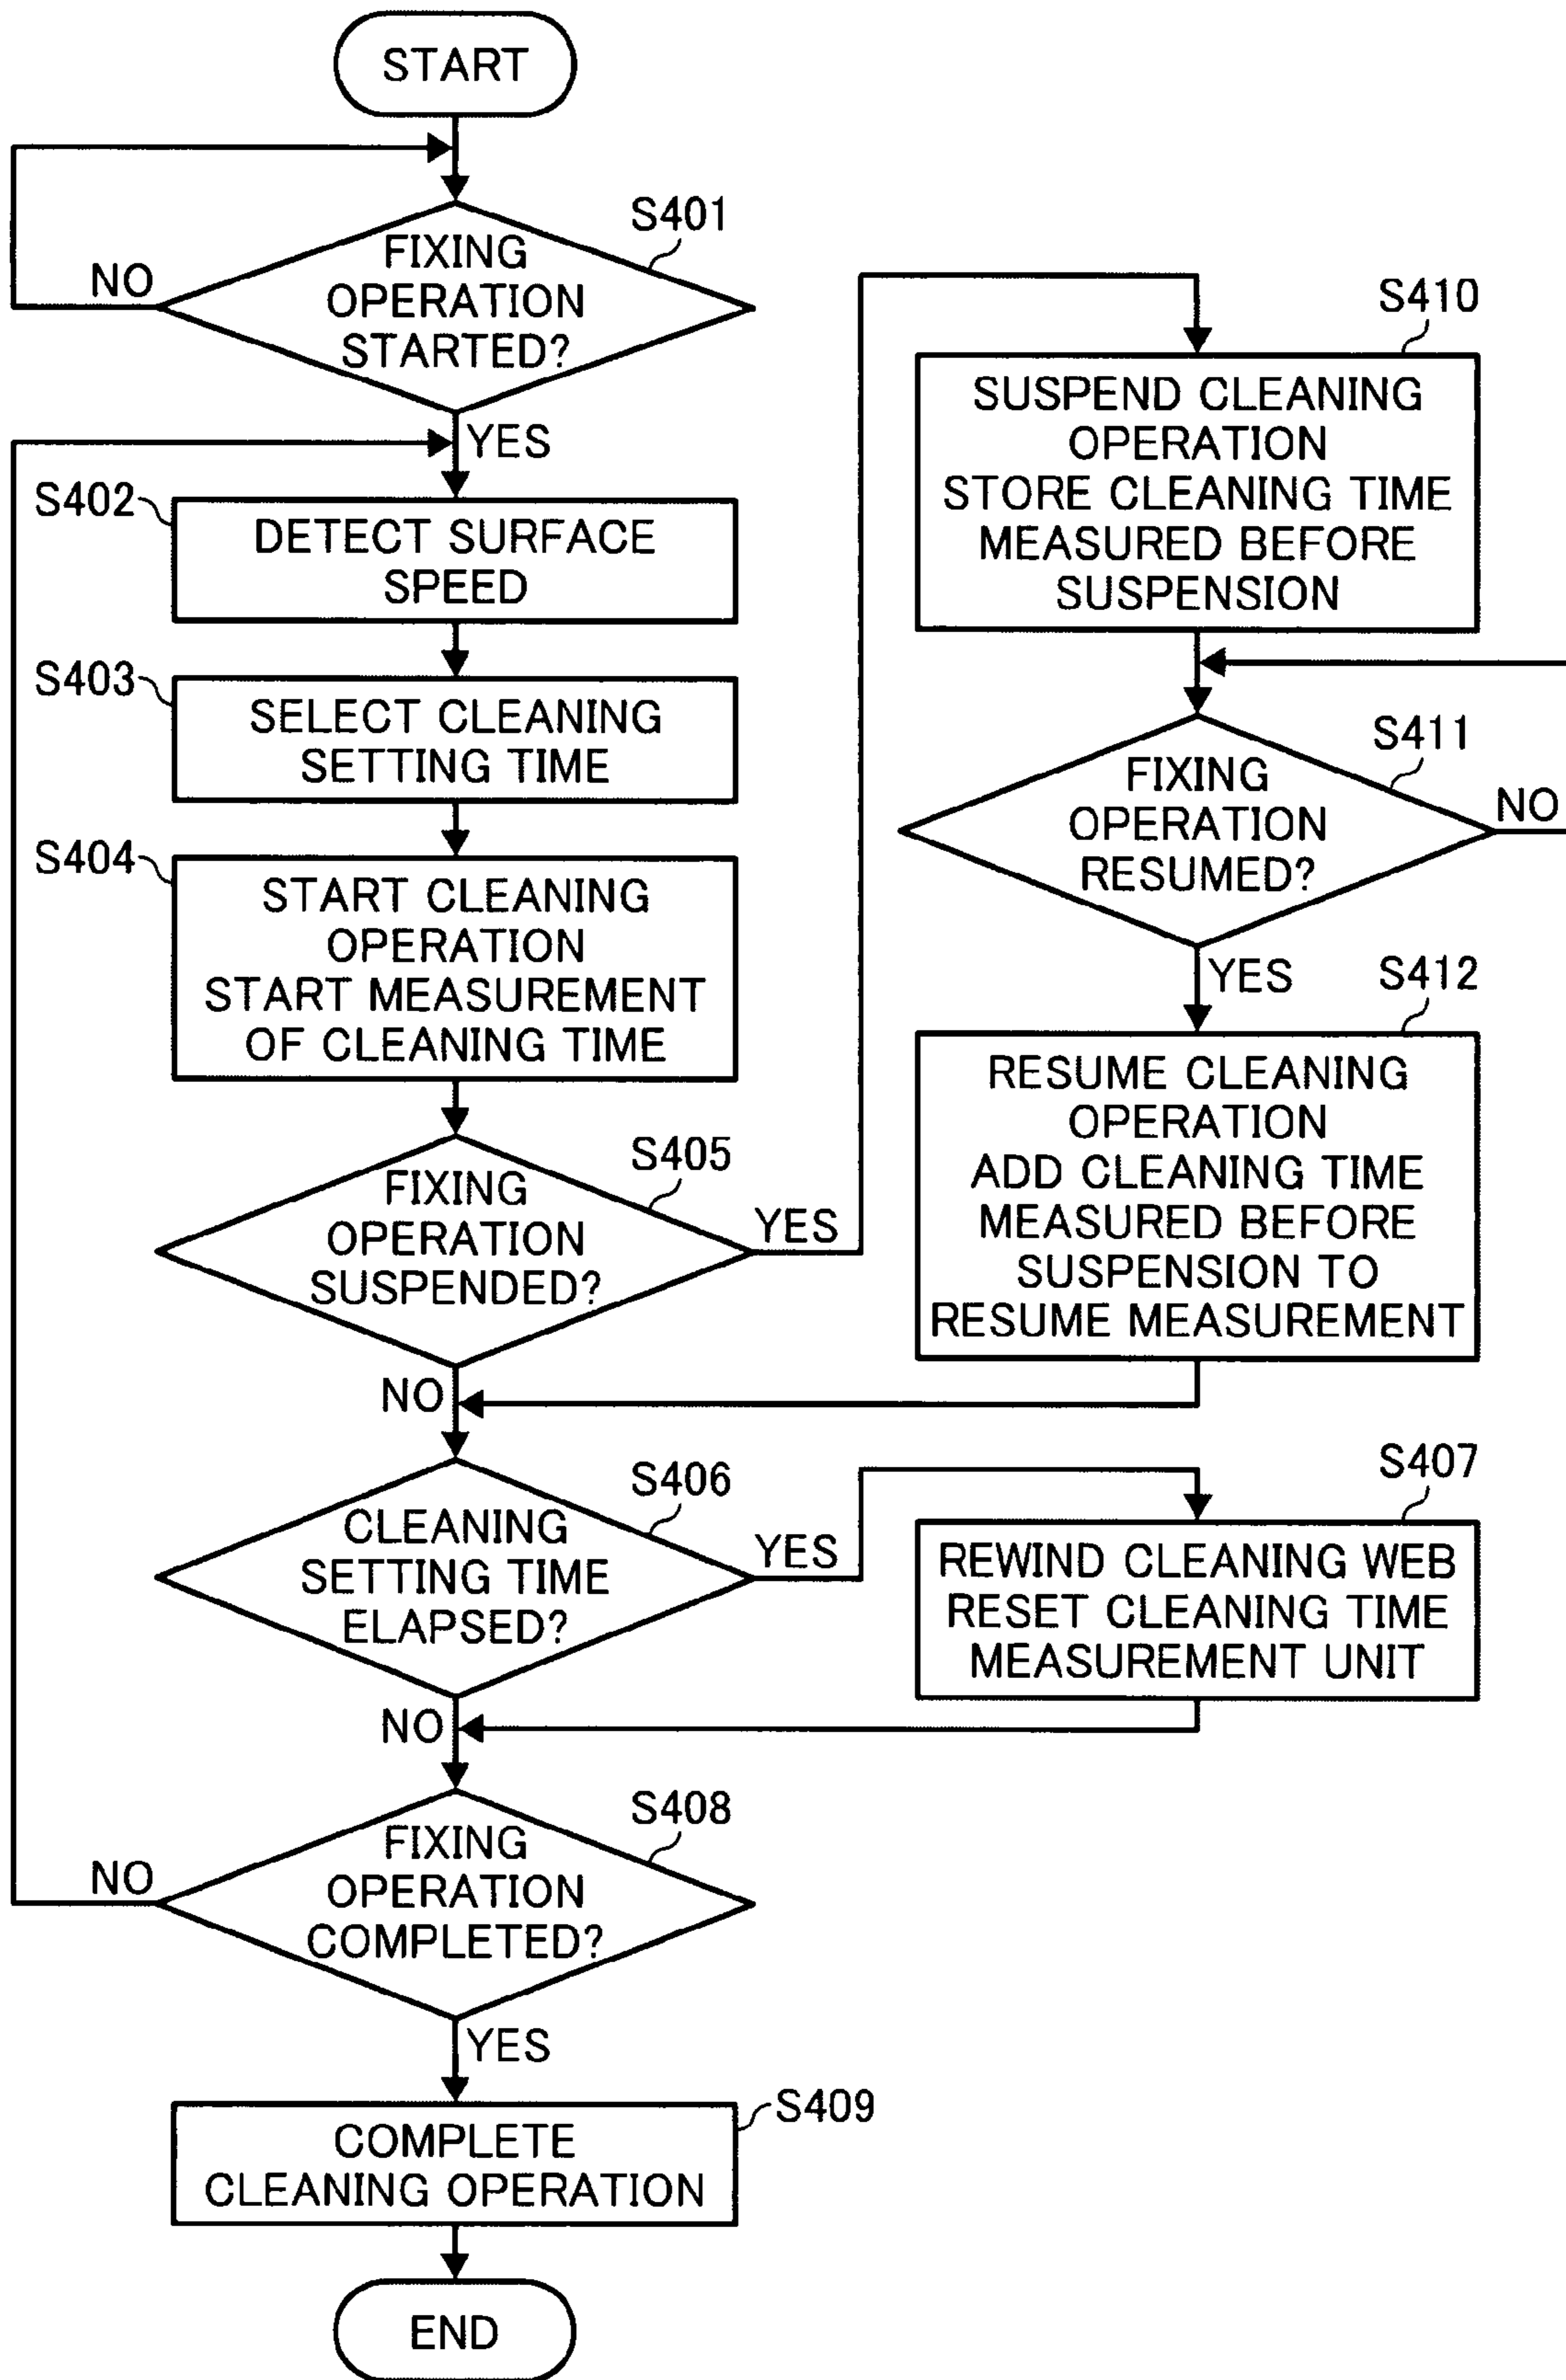 START
S401
FIXING
OPERATION
STARTED?
NO
YES
S402
DETECT SURFACE
SPEED
S403
SELECT CLEANING
SETTING TIME
S404
START CLEANING
OPERATION
START MEASUREMENT
OF CLEANING TIME
S405
FIXING
OPERATION
SUSPENDED?
YES
NO
S406
CLEANING
SETTING TIME
ELAPSED?
YES
NO
S408
FIXING
OPERATION
COMPLETED?
NO
YES
S409
COMPLETE
CLEANING OPERATION
END
S410
SUSPEND CLEANING
OPERATION
STORE CLEANING TIME
MEASURED BEFORE
SUSPENSION
S411
FIXING
OPERATION
RESUMED?
NO
YES
S412
RESUME CLEANING
OPERATION
ADD CLEANING TIME
MEASURED BEFORE
SUSPENSION TO
RESUME MEASUREMENT
S407
REWIND CLEANING WEB
RESET CLEANING TIME
MEASUREMENT UNIT